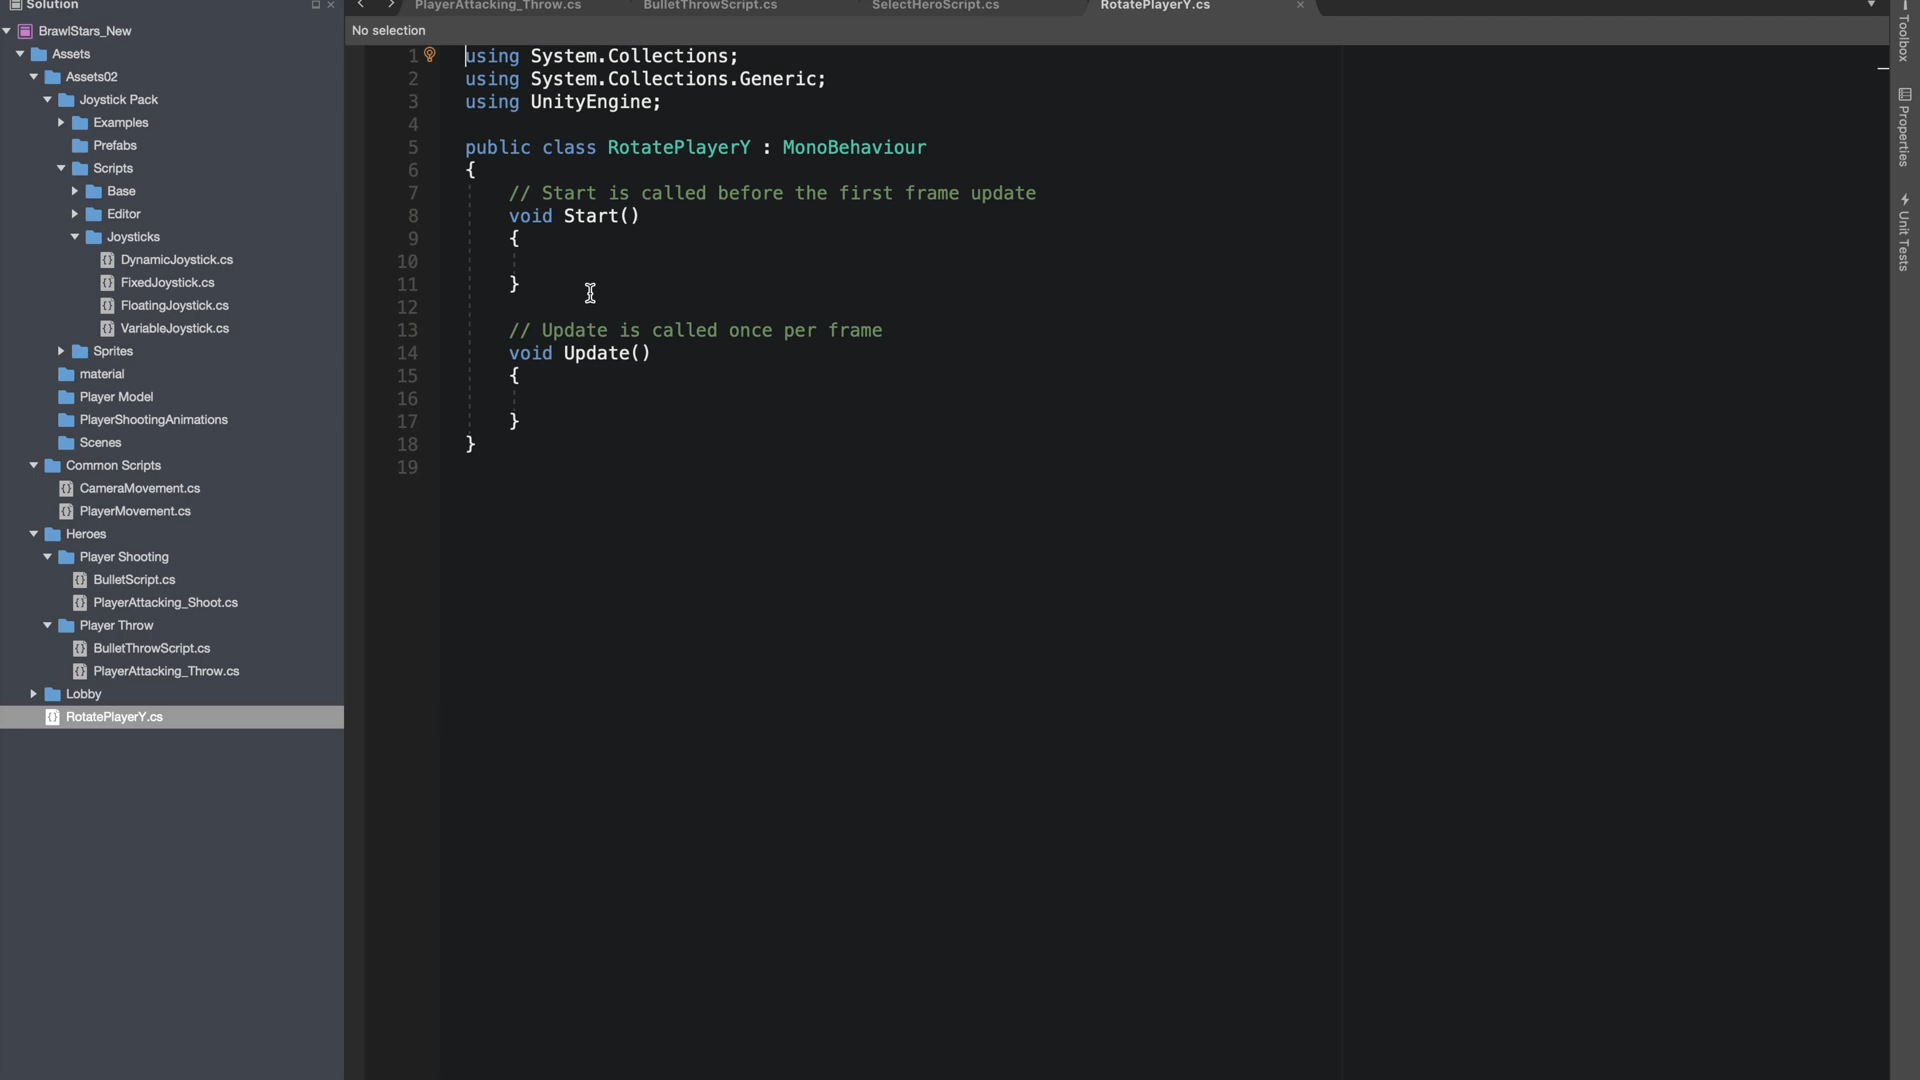 Solution
BrawlStars_New
Assets
Assets02
Joystick Pack
Examples
Prefabs
Scripts
Base
Editor
Joysticks
DynamicJoystick.cs
FixedJoystick.cs
FloatingJoystick.cs
VariableJoystick.cs
Sprites
material
Player Model
PlayerShootingAnimations
Scenes
Common Scripts
CameraMovement.cs
PlayerMovement.cs
Heroes
Player Shooting
BulletScript.cs
PlayerAttacking_Shoot.cs
Player Throw
BulletThrowScript.cs
PlayerAttacking_Throw.cs
Lobby
RotatePlayerY.cs
PlayerAttacking_Throw.cs
BulletThrowScript.cs
SelectHeroScript.cs
RotatePlayerY.cs
No selection
1 using System.Collections;
2 using System.Collections.Generic;
3 using UnityEngine;
4
5 public class RotatePlayerY : MonoBehaviour
6 {
7 // Start is called before the first frame update
8 void Start()
9 {
10
11 }
12
13 // Update is called once per frame
14 void Update()
15 {
16
17 }
18 }
19
Toolbox
Properties
Unit Tests